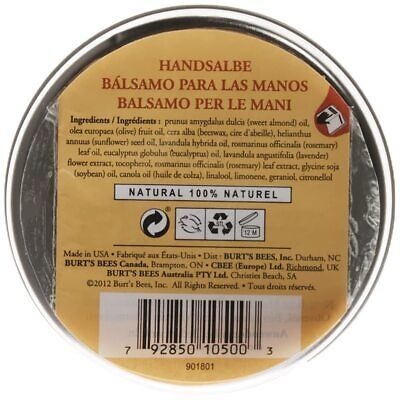 HANDSALBE
BÁLSAMO PARA LAS MANOS
BALSAMO PER LE MANI
Ingredients / (Ingrédients) : prunus amygdalus dulcis (sweet almond) oil,
olea europaea (olive) fruit oil, cera alba (beeswax, cire d'abeille), helianthus
annuus (sunflower) seed oil, lavandula hybrida oil, rosmarinus officinalis (rosemary)
leaf oil, eucalyptus globulus (eucalyptus) oil, lavandula angustifolia (lavender)
flower extract, tocopherol, rosmarinus officinalis (rosemary) leaf extract, glycine soja
(soybean) oil, canola oil (huile de colza), linalool, limonene, geraniol, citronellol
NATURAL 100% NATUREL
12 M
Made in USA • Fabriqué aux États-Unis • Dist : BURT'S BEES, Inc. Durham, NC
BURT'S BEES Canada, Brampton, ON • CBEE (Europe) Ltd. Richmond, UK
BURT'S BEES Australia PTY Ltd. Christies Beach, SA
©2012 Burt's Bees, Inc. All Rights Reserved. • Tous droits réservés.
7 92850 10500 3
901801